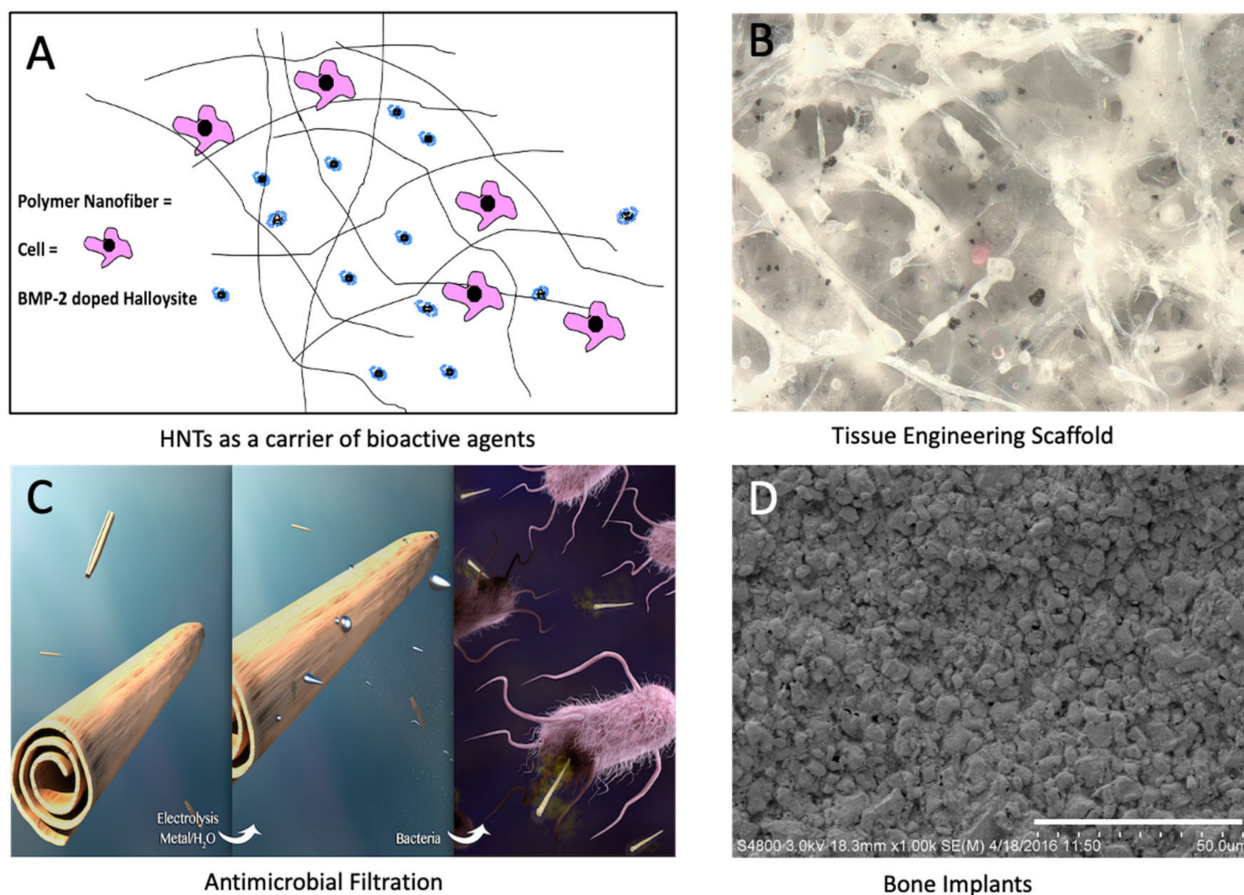 A
Polymer Nanofiber =
Cell =
BMP-2 doped Halloysite
HNTs as a carrier of bioactive agents
B
Tissue Engineering Scaffold
C
Electrolysis
Metal/H₂O
Bacteria
Antimicrobial Filtration
D
S4800 3.0kV 18.3mm x1.00k SE(M) 4/18/2016 11:50 50.0um
Bone Implants